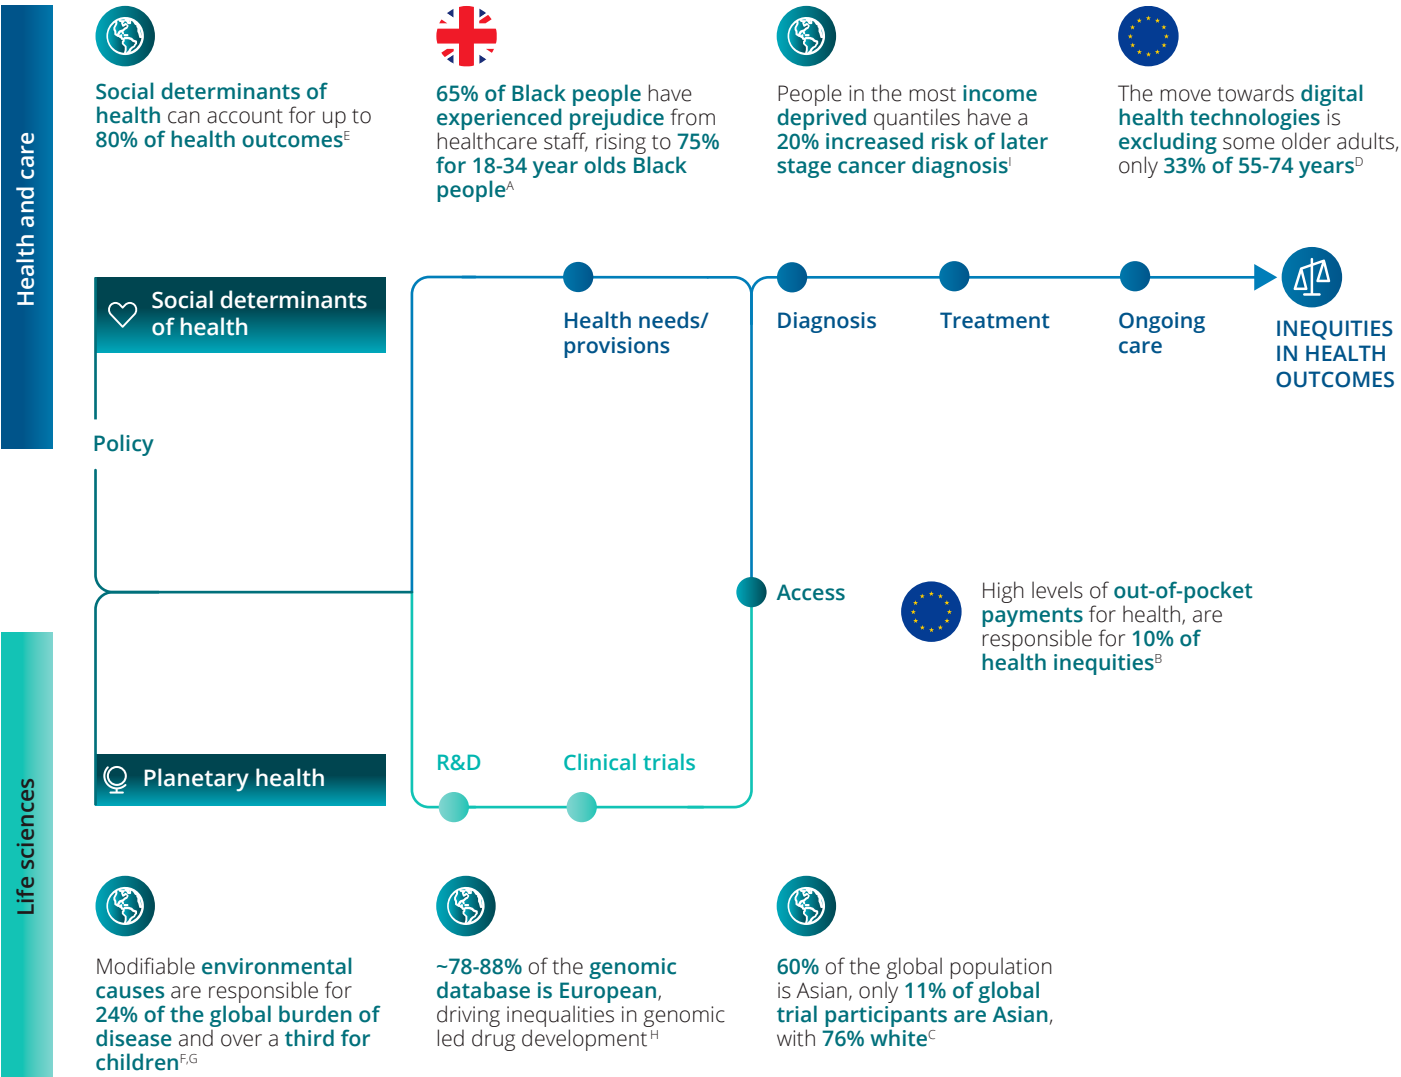 Health and care
Social determinants of
health can account for up to
80% of health outcomesE
65% of Black people have
experienced prejudice from
healthcare staff, rising to 75%
for 18-34 year olds Black
peopleA
People in the most income
deprived quantiles have a
20% increased risk of later
stage cancer diagnosisI
The move towards digital
health technologies is
excluding some older adults,
only 33% of 55-74 yearsD
Social determinants
of health
Health needs/
provisions
Diagnosis
Treatment
Ongoing
care
INEQUITIES
IN HEALTH
OUTCOMES
Policy
Access
High levels of out-of-pocket
payments for health, are
responsible for 10% of
health inequitiesB
Life sciences
Planetary health
R&D
Clinical trials
Modifiable environmental
causes are responsible for
24% of the global burden of
disease and over a third for
childrenF,G
~78-88% of the genomic
database is European,
driving inequalities in genomic
led drug developmentH
60% of the global population
is Asian, only 11% of global
trial participants are Asian,
with 76% whiteC